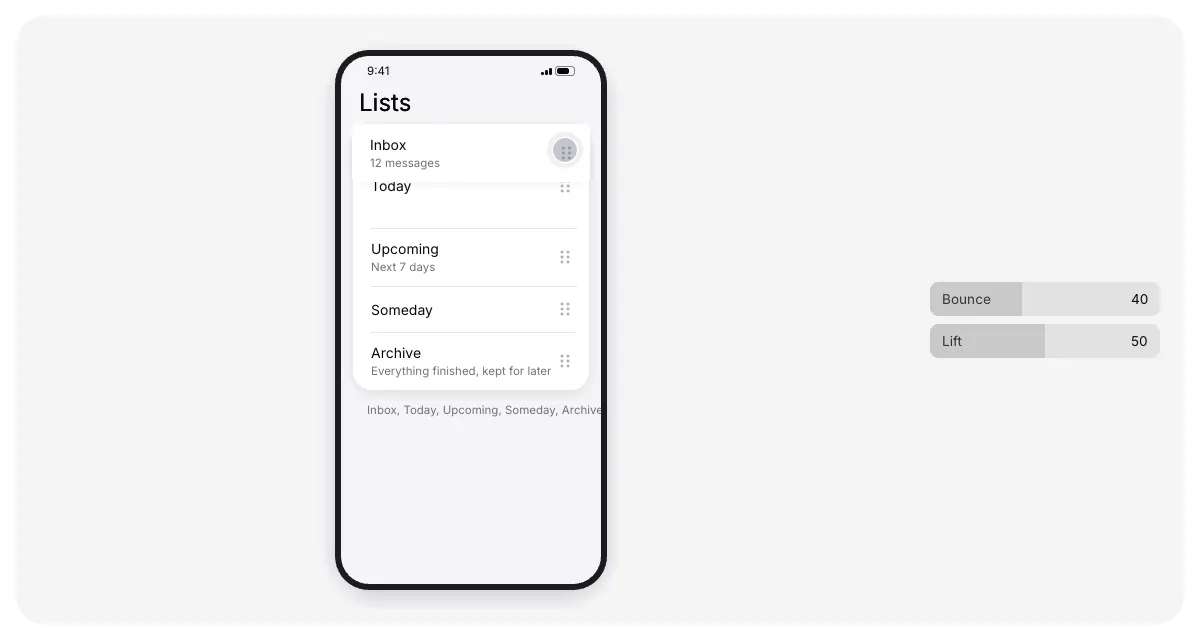 9:41
Lists
Inbox
12 messages
Today
Upcoming
Next 7 days
Someday
Archive
Everything finished, kept for later
Inbox, Today, Upcoming, Someday, Archive
Bounce 40
Lift 50